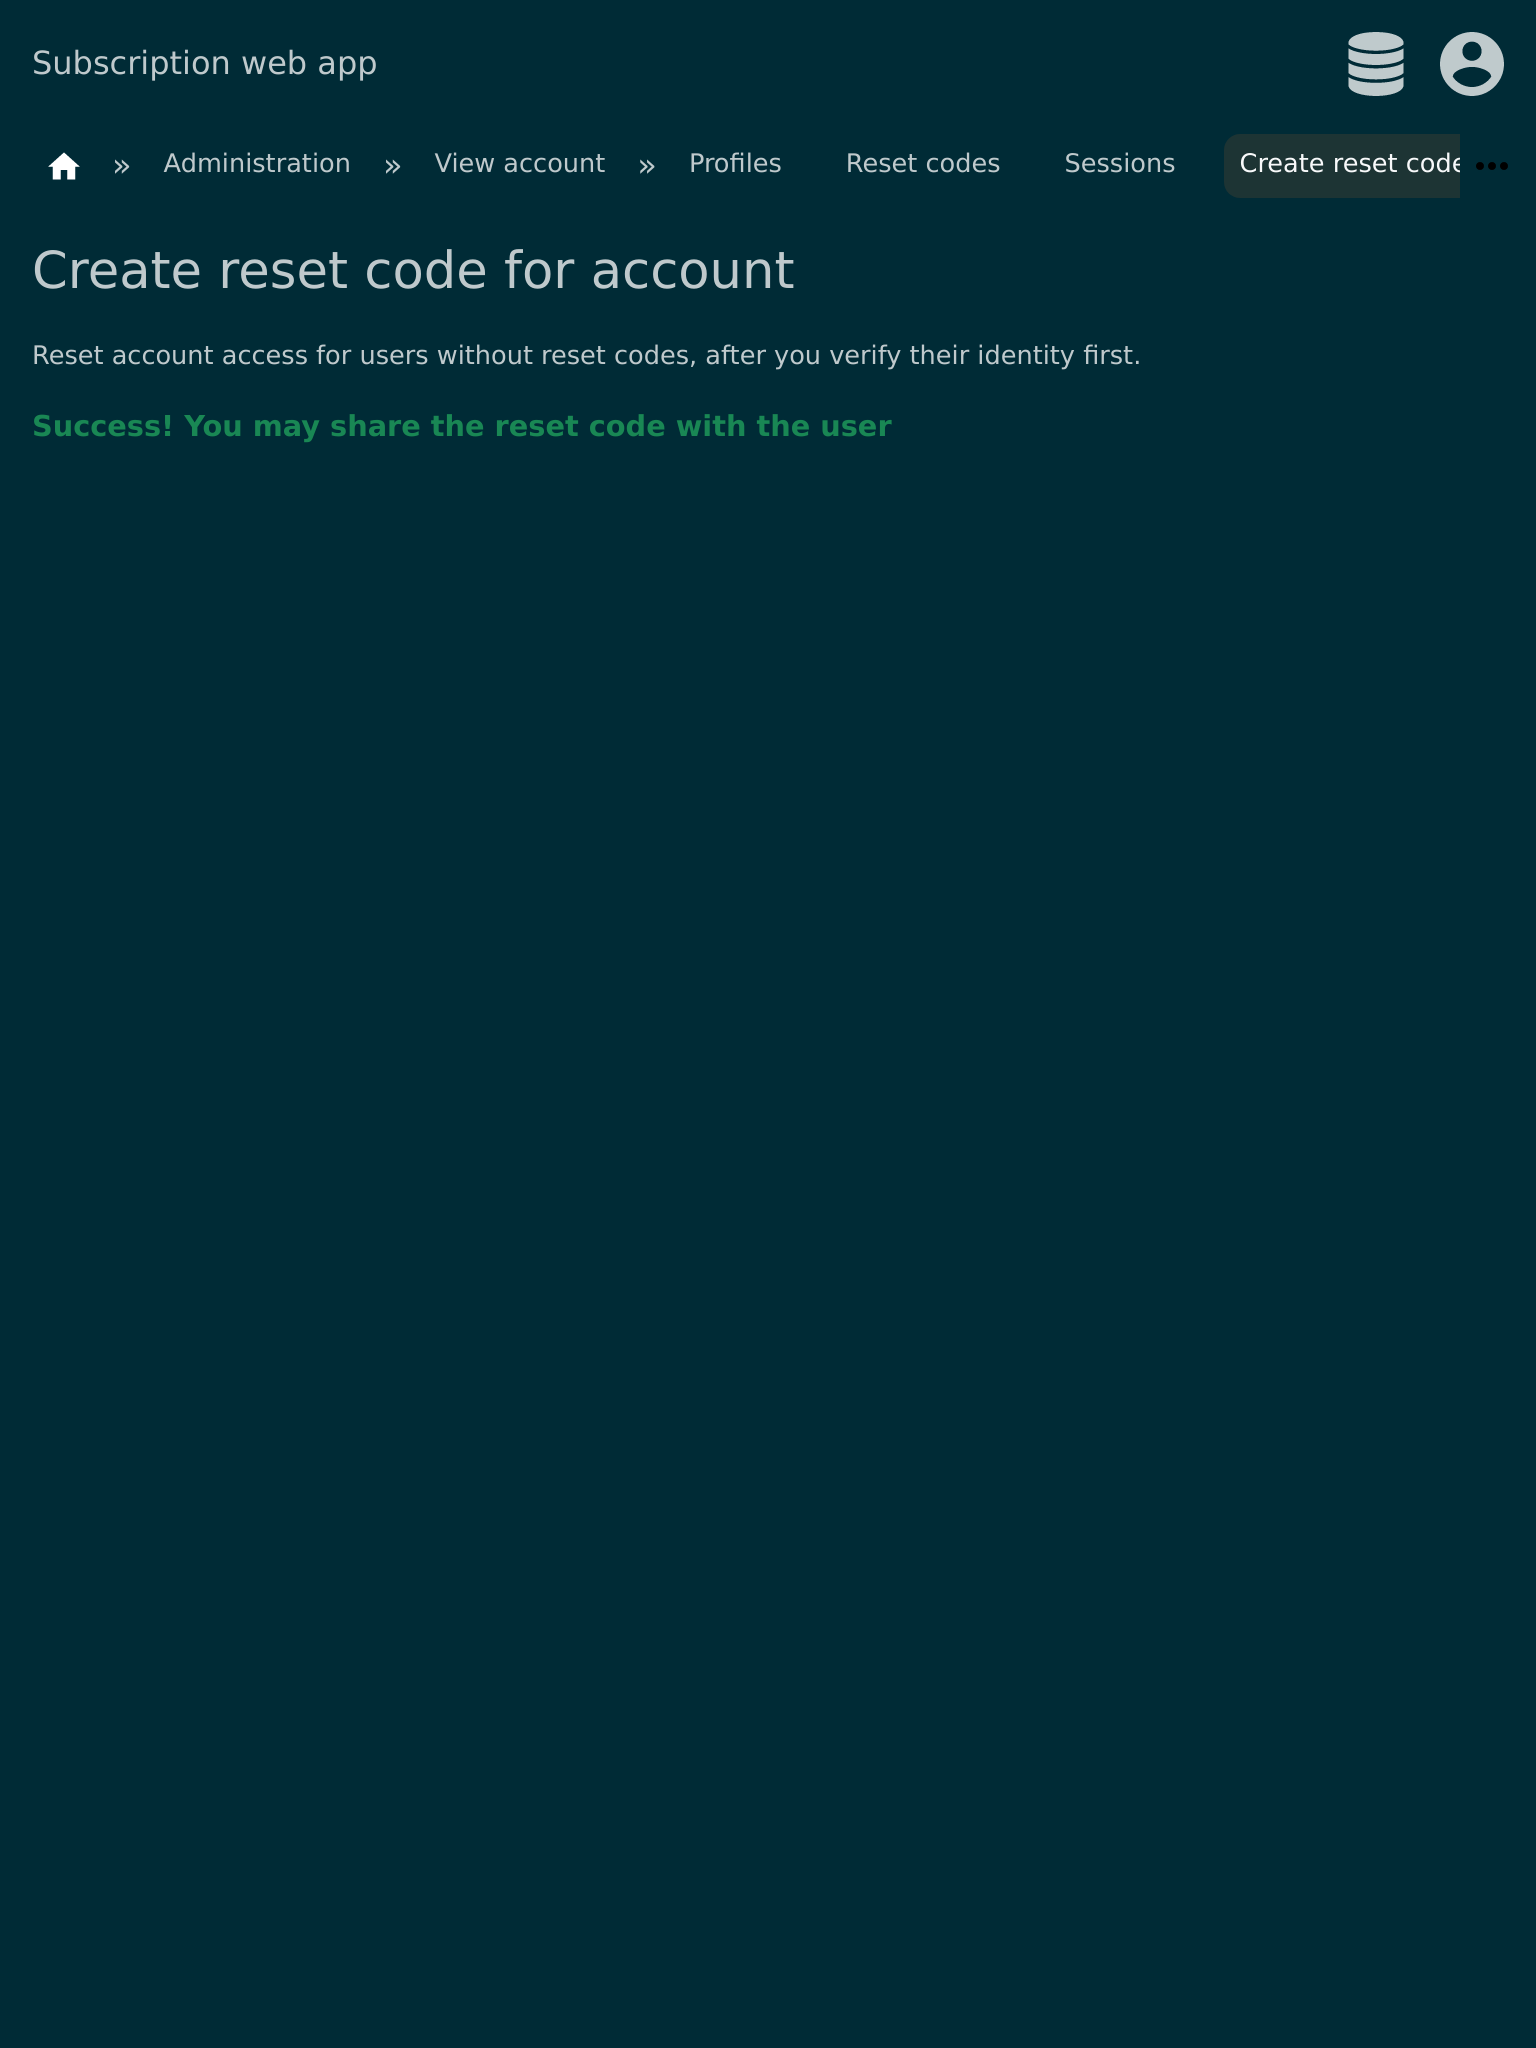 Subscription web app
» Administration » View account » Profiles Reset codes Sessions Create reset code
Create reset code for account
Reset account access for users without reset codes, after you verify their identity first.
Success! You may share the reset code with the user